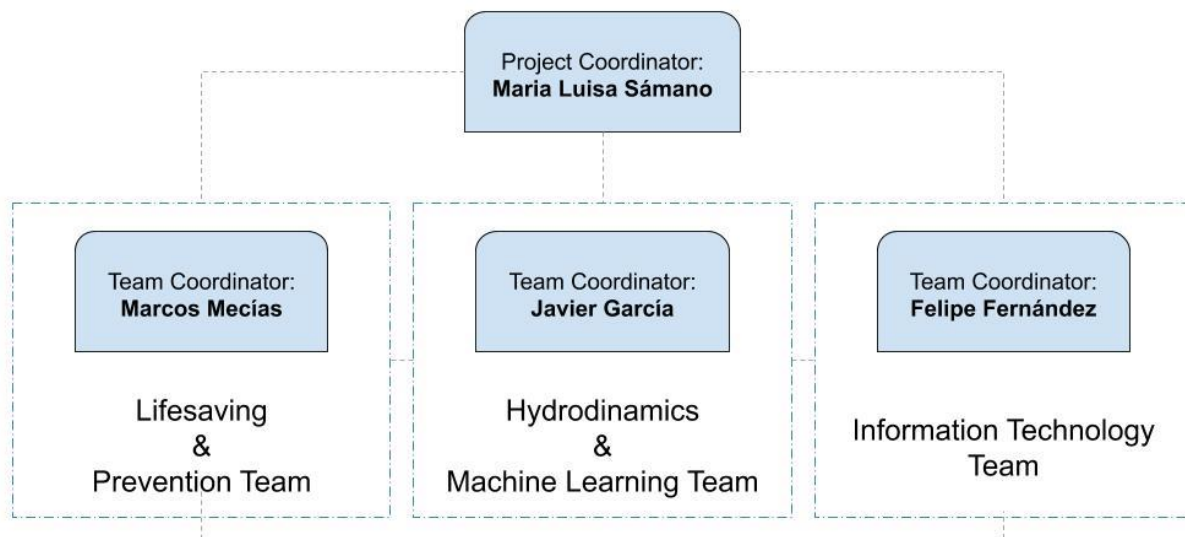 Project Coordinator:
Maria Luisa Sámano
Team Coordinator:
Marcos Mecías
Lifesaving
&
Prevention Team
Team Coordinator:
Javier García
Hydrodinamics
&
Machine Learning Team
Team Coordinator:
Felipe Fernández
Information Technology
Team